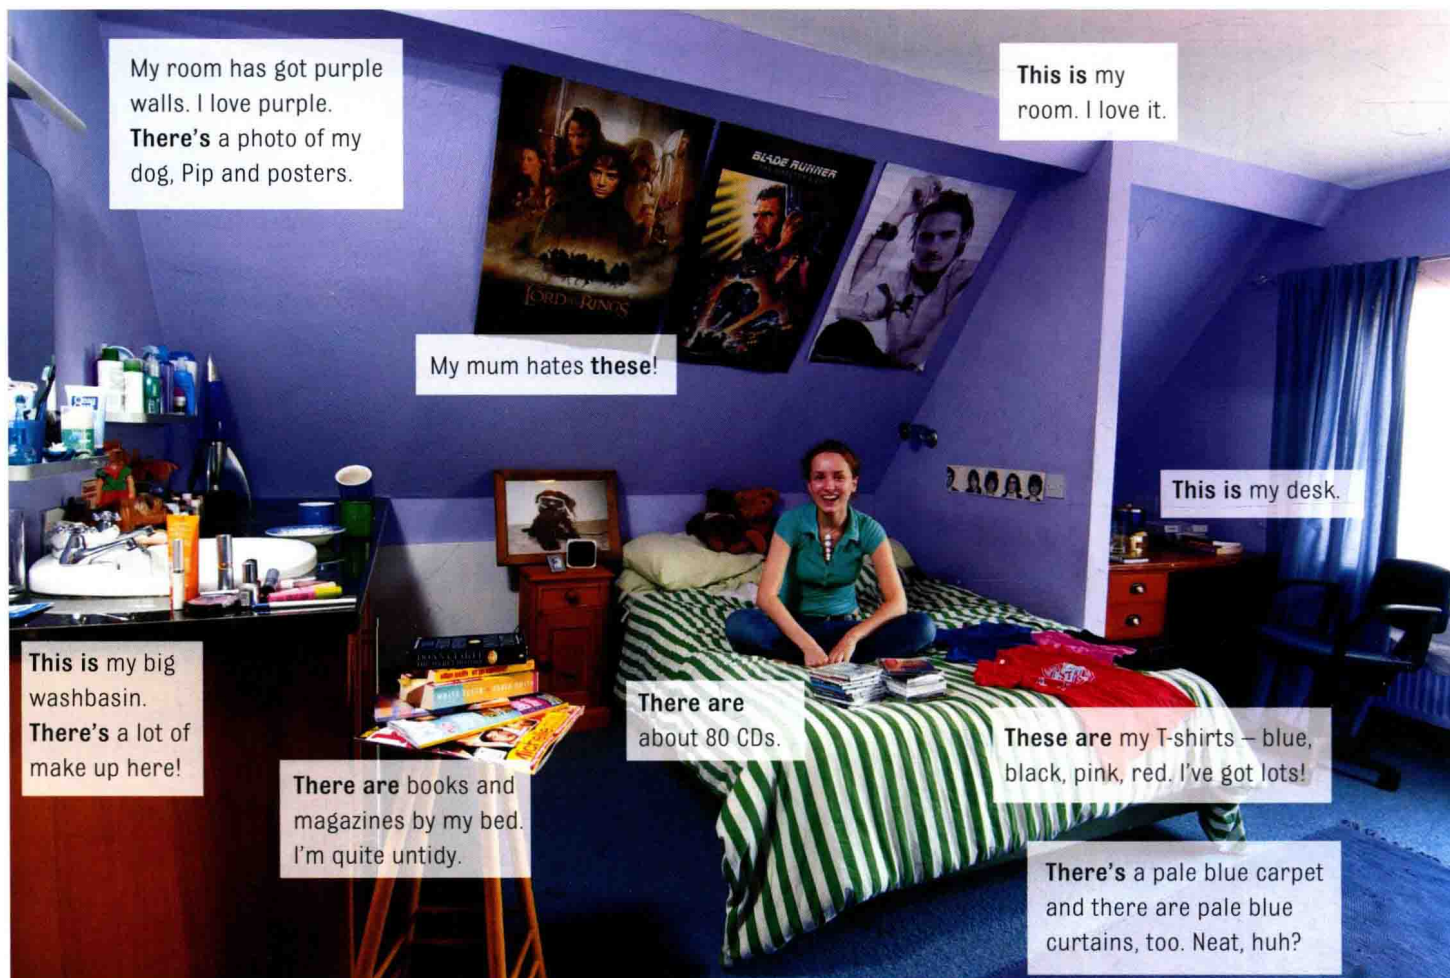 My room has got purple
walls. I love purple.
There's a photo of my
dog, Pip and posters.
This is my
room. I love it.
BLADE RUNNER
LORD OF THE RINGS
My mum hates these!
This is my desk.
This is my big
washbasin.
There's a lot of
make up here!
There are
about 80 CDs.
These are my T-shirts – blue,
black, pink, red. I've got lots!
There are books and
magazines by my bed.
I'm quite untidy.
There's a pale blue carpet
and there are pale blue
curtains, too. Neat, huh?